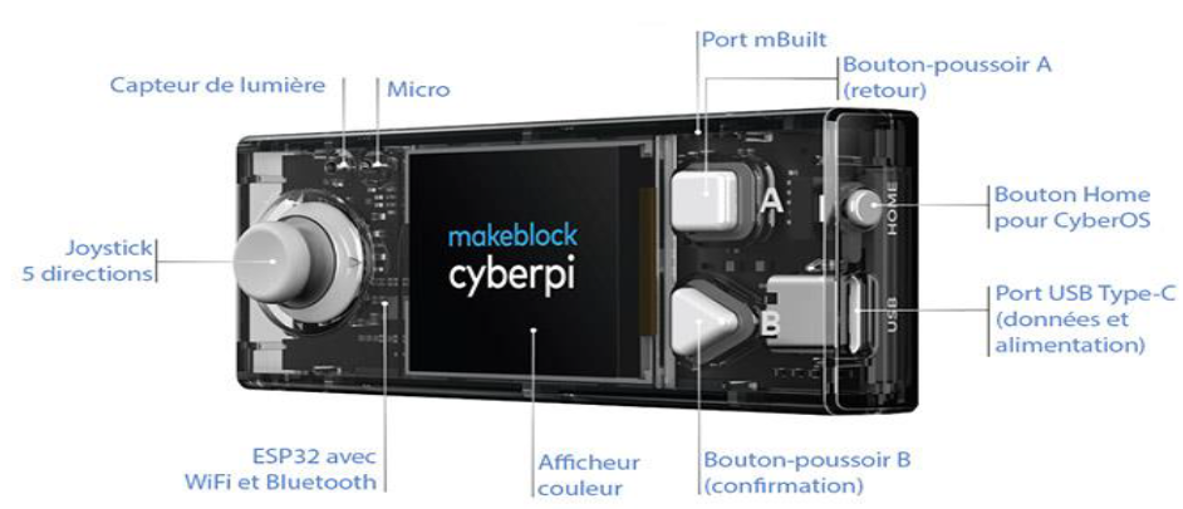 Port mBuilt
Bouton-poussoir A
(retour)
Capteur de lumière
Micro
Bouton Home
pour CyberOS
Joystick
5 directions
makeblock
cyberpi
A
HOME
B
USB
Port USB Type-C
(données et
alimentation)
ESP32 avec
WiFi et Bluetooth
Afficheur
couleur
Bouton-poussoir B
(confirmation)